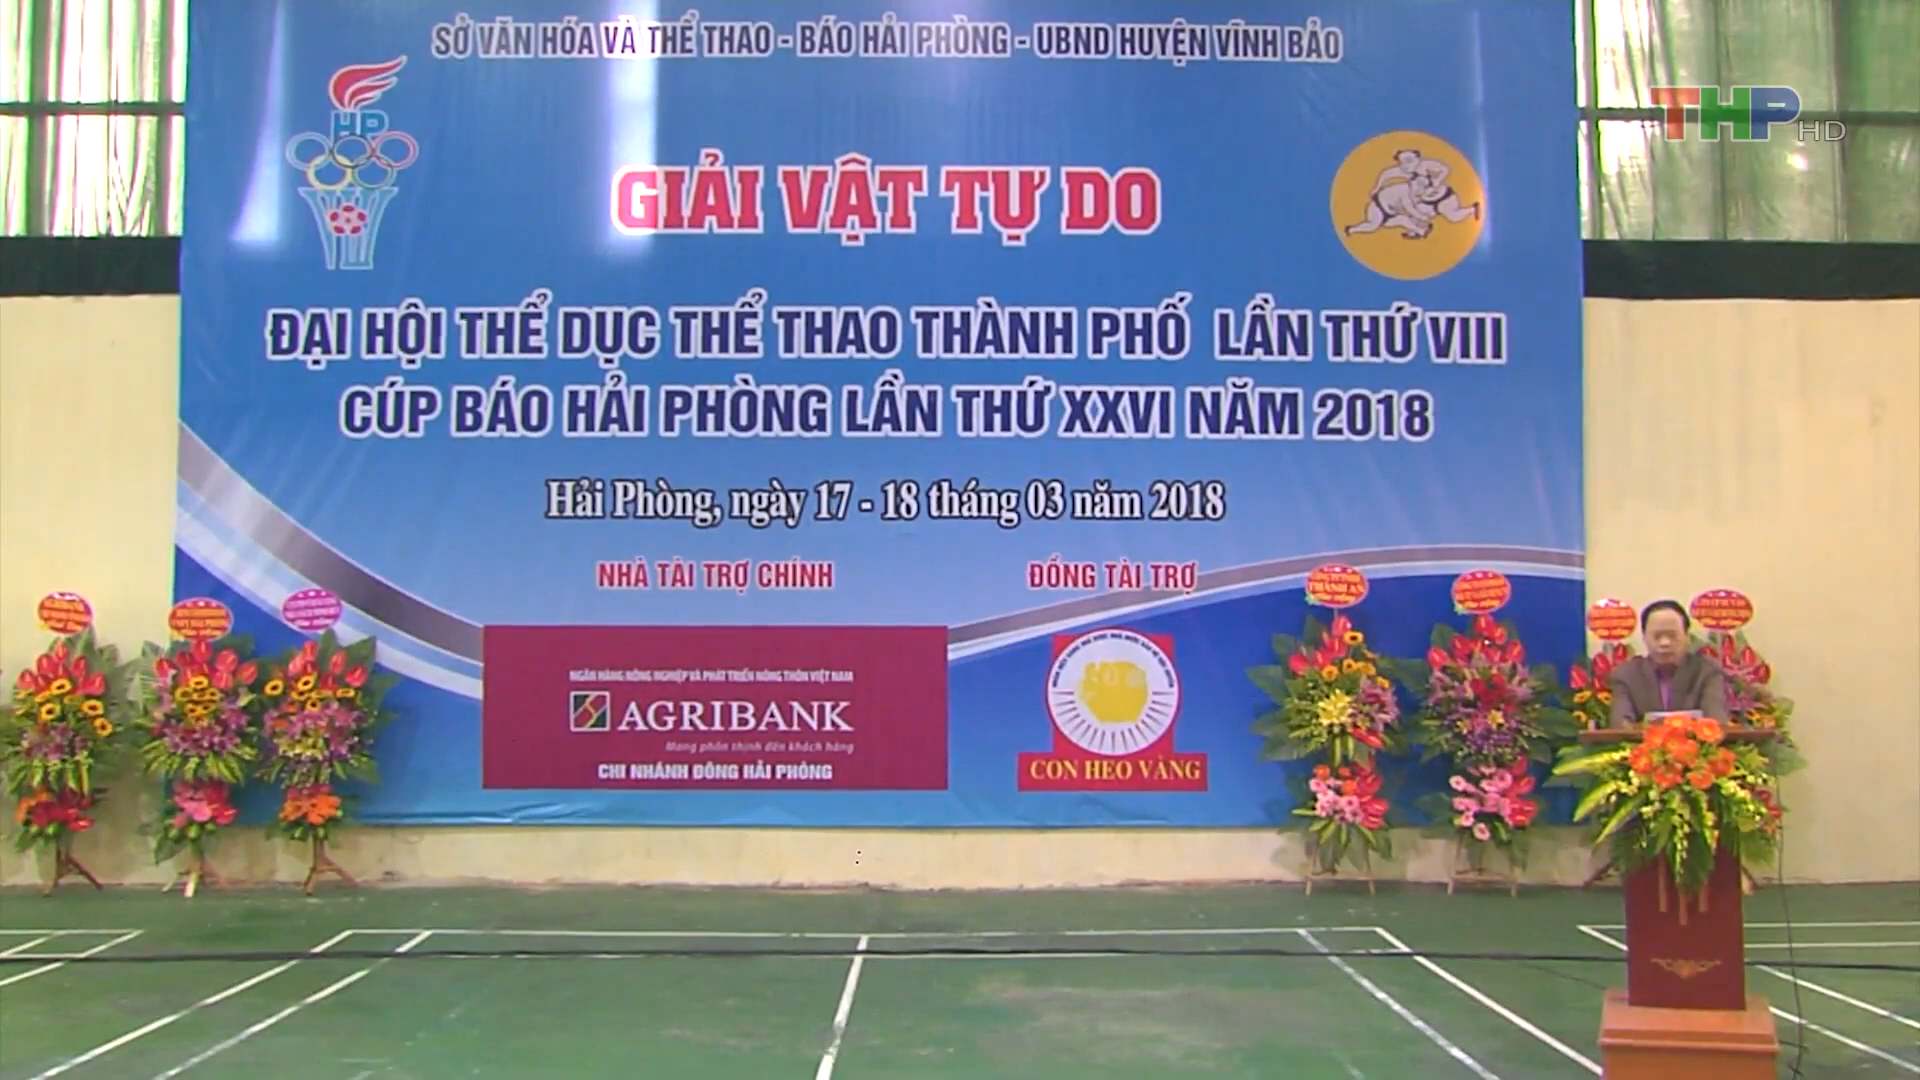 SỞ VĂN HÓA VÀ THỂ THAO - BÁO HẢI PHÒNG - UBND HUYỆN VĨNH BẢO
THP HD
HP
GIẢI VẬT TỰ DO
ĐẠI HỘI THỂ DỤC THỂ THAO THÀNH PHỐ LẦN THỨ VIII
CÚP BÁO HẢI PHÒNG LẦN THỨ XXVI NĂM 2018
Hải Phòng, ngày 17 - 18 tháng 03 năm 2018
NHÀ TÀI TRỢ CHÍNH
ĐỒNG TÀI TRỢ
NGÂN HÀNG NÔNG NGHIỆP VÀ PHÁT TRIỂN NÔNG THÔN VIỆT NAM
AGRIBANK
Mang phồn thịnh đến khách hàng
CHI NHÁNH ĐÔNG HẢI PHÒNG
CON HEO VÀNG
AGRIBANK
THÀNH AN